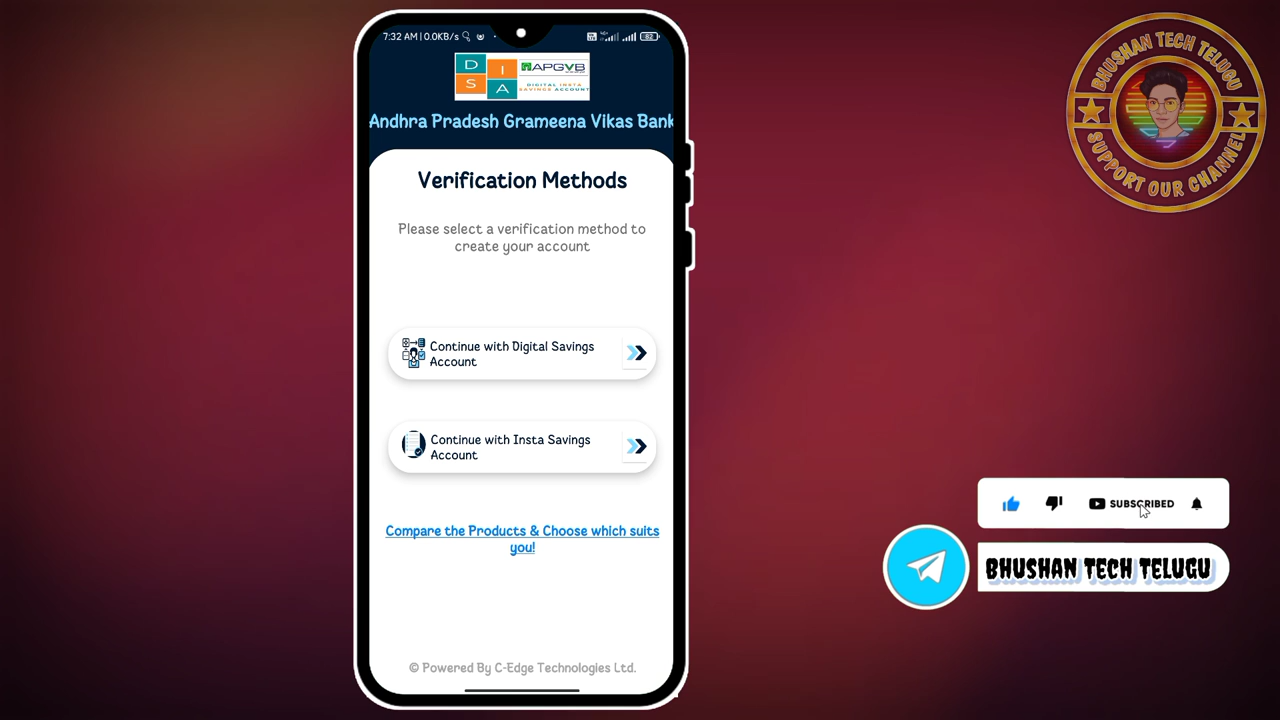 7:32 AM | 0.0KB/s
82
D
I
S
A
APGVB
DIGITAL INSTA
SAVINGS ACCOUNT
Andhra Pradesh Grameena Vikas Bank
Verification Methods
Please select a verification method to
create your account
Continue with Digital Savings
Account
Continue with Insta Savings
Account
Compare the Products & Choose which suits
you!
© Powered By C-Edge Technologies Ltd.
BHUSHAN TECH TELUGU
SUPPORT OUR CHANNEL
SUBSCRIBED
BHUSHAN TECH TELUGU